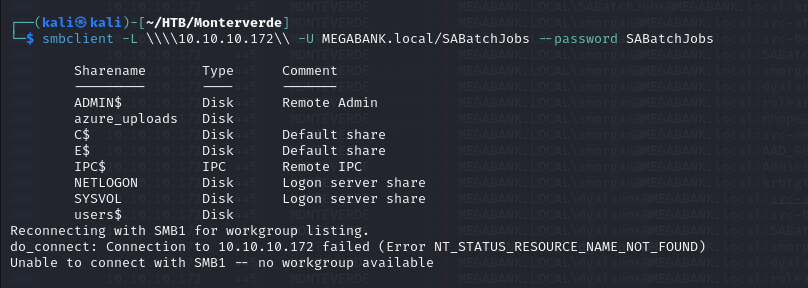 ┌──(kali㉿kali)-[~/HTB/Monterverde]
└─$ smbclient -L \\\\10.10.10.172\\ -U MEGABANK.local/SABatchJobs --password SABatchJobs
Sharename Type Comment
--------- ---- -------
ADMIN$ Disk Remote Admin
azure_uploads Disk
C$ Disk Default share
E$ Disk Default share
IPC$ IPC Remote IPC
NETLOGON Disk Logon server share
SYSVOL Disk Logon server share
users$ Disk
Reconnecting with SMB1 for workgroup listing.
do_connect: Connection to 10.10.10.172 failed (Error NT_STATUS_RESOURCE_NAME_NOT_FOUND)
Unable to connect with SMB1 -- no workgroup available